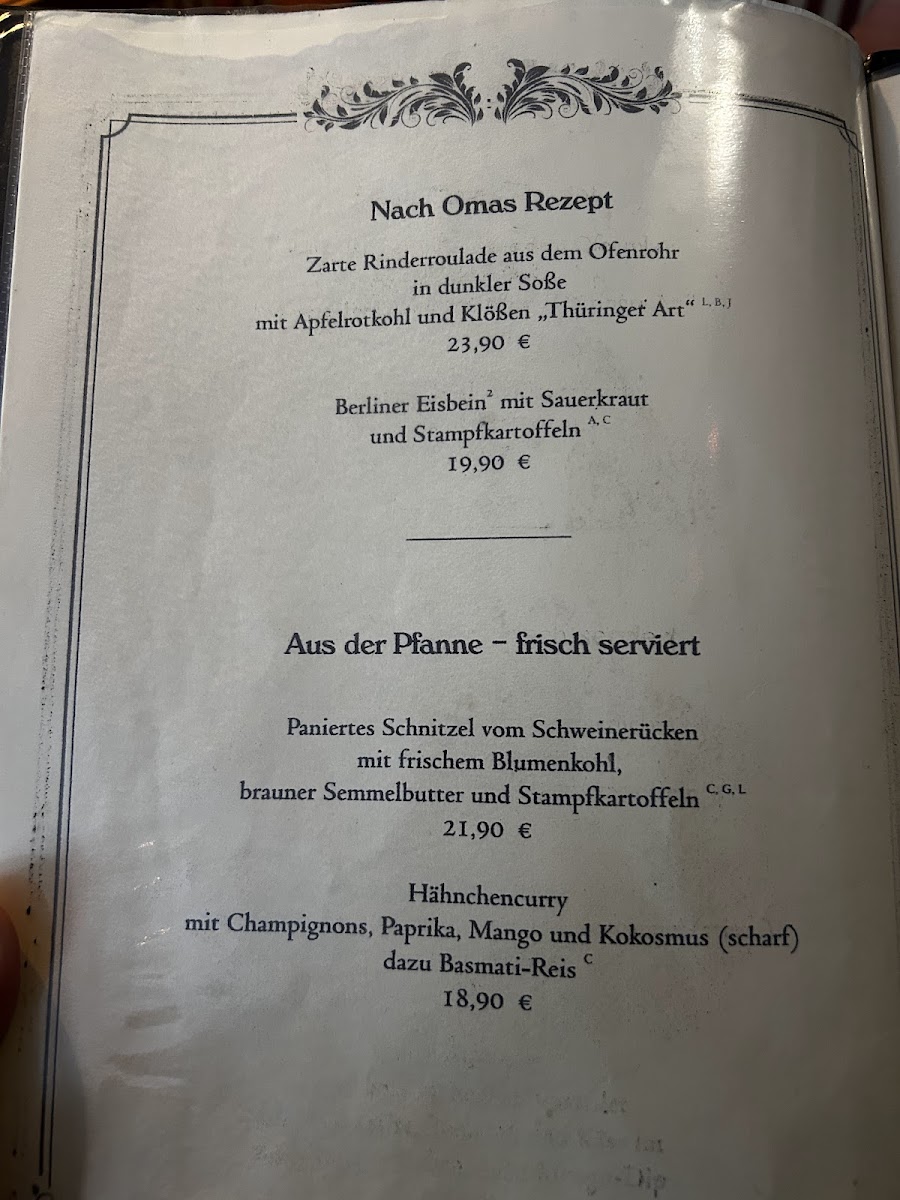 Nach Omas Rezept
Zarte Rinderroulade aus dem Ofenrohr
in dunkler Soße
mit Apfelrotkohl und Klößen „Thüringer Art“ L, B, J
23,90 €
Berliner Eisbein² mit Sauerkraut
und Stampfkartoffeln A, C
19,90 €
Aus der Pfanne – frisch serviert
Paniertes Schnitzel vom Schweinerücken
mit frischem Blumenkohl,
brauner Semmelbutter und Stampfkartoffeln C, G, L
21,90 €
Hähnchencurry
mit Champignons, Paprika, Mango und Kokosmus (scharf)
dazu Basmati-Reis C
18,90 €